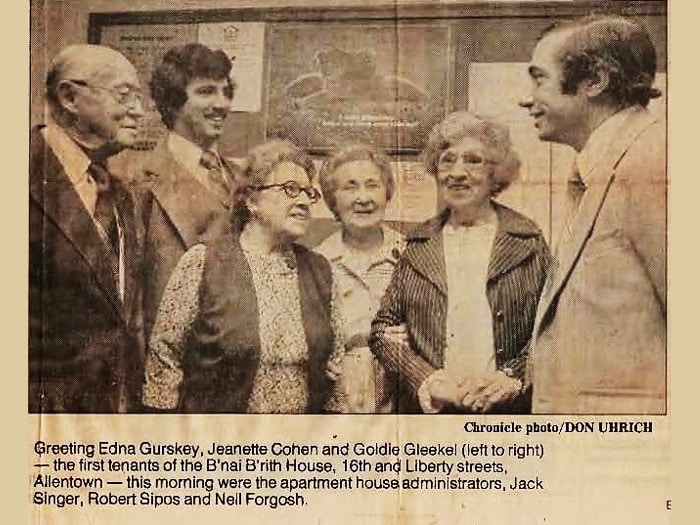 Chronicle photo/DON UHRICH
Greeting Edna Gurskey, Jeanette Cohen and Goldie Gleekel (left to right)
— the first tenants of the B'nai B'rith House, 16th and Liberty streets,
Allentown — this morning were the apartment house administrators, Jack
Singer, Robert Sipos and Neil Forgosh.
E